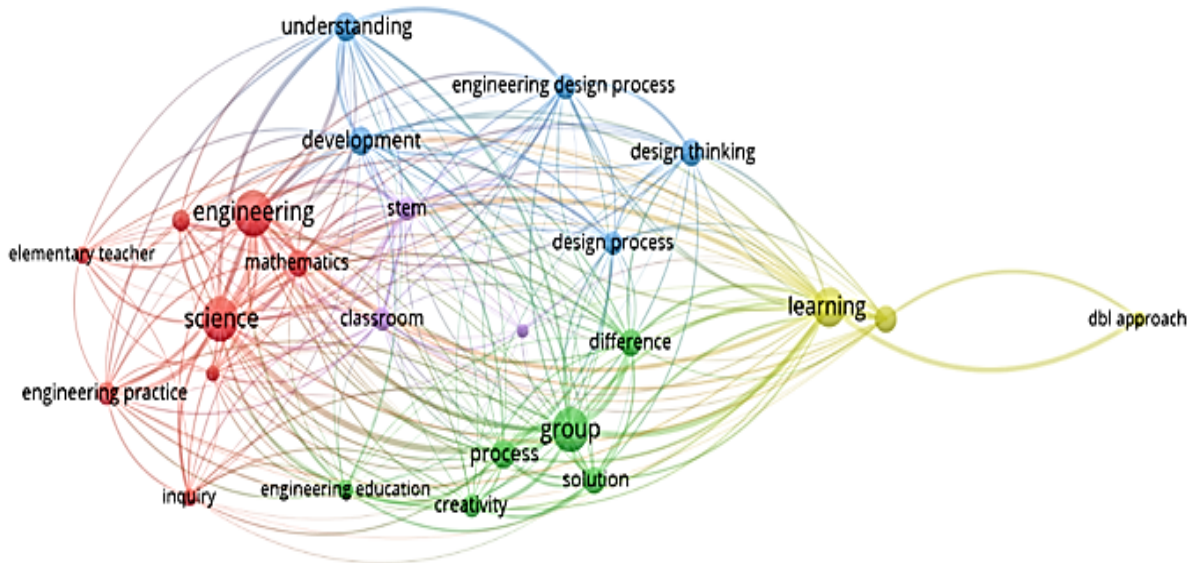 understanding
engineering design process
development
design thinking
engineering
stem
design process
elementary teacher
mathematics
learning
science
classroom
dbl approach
difference
engineering practice
group
process
solution
inquiry
engineering education
creativity